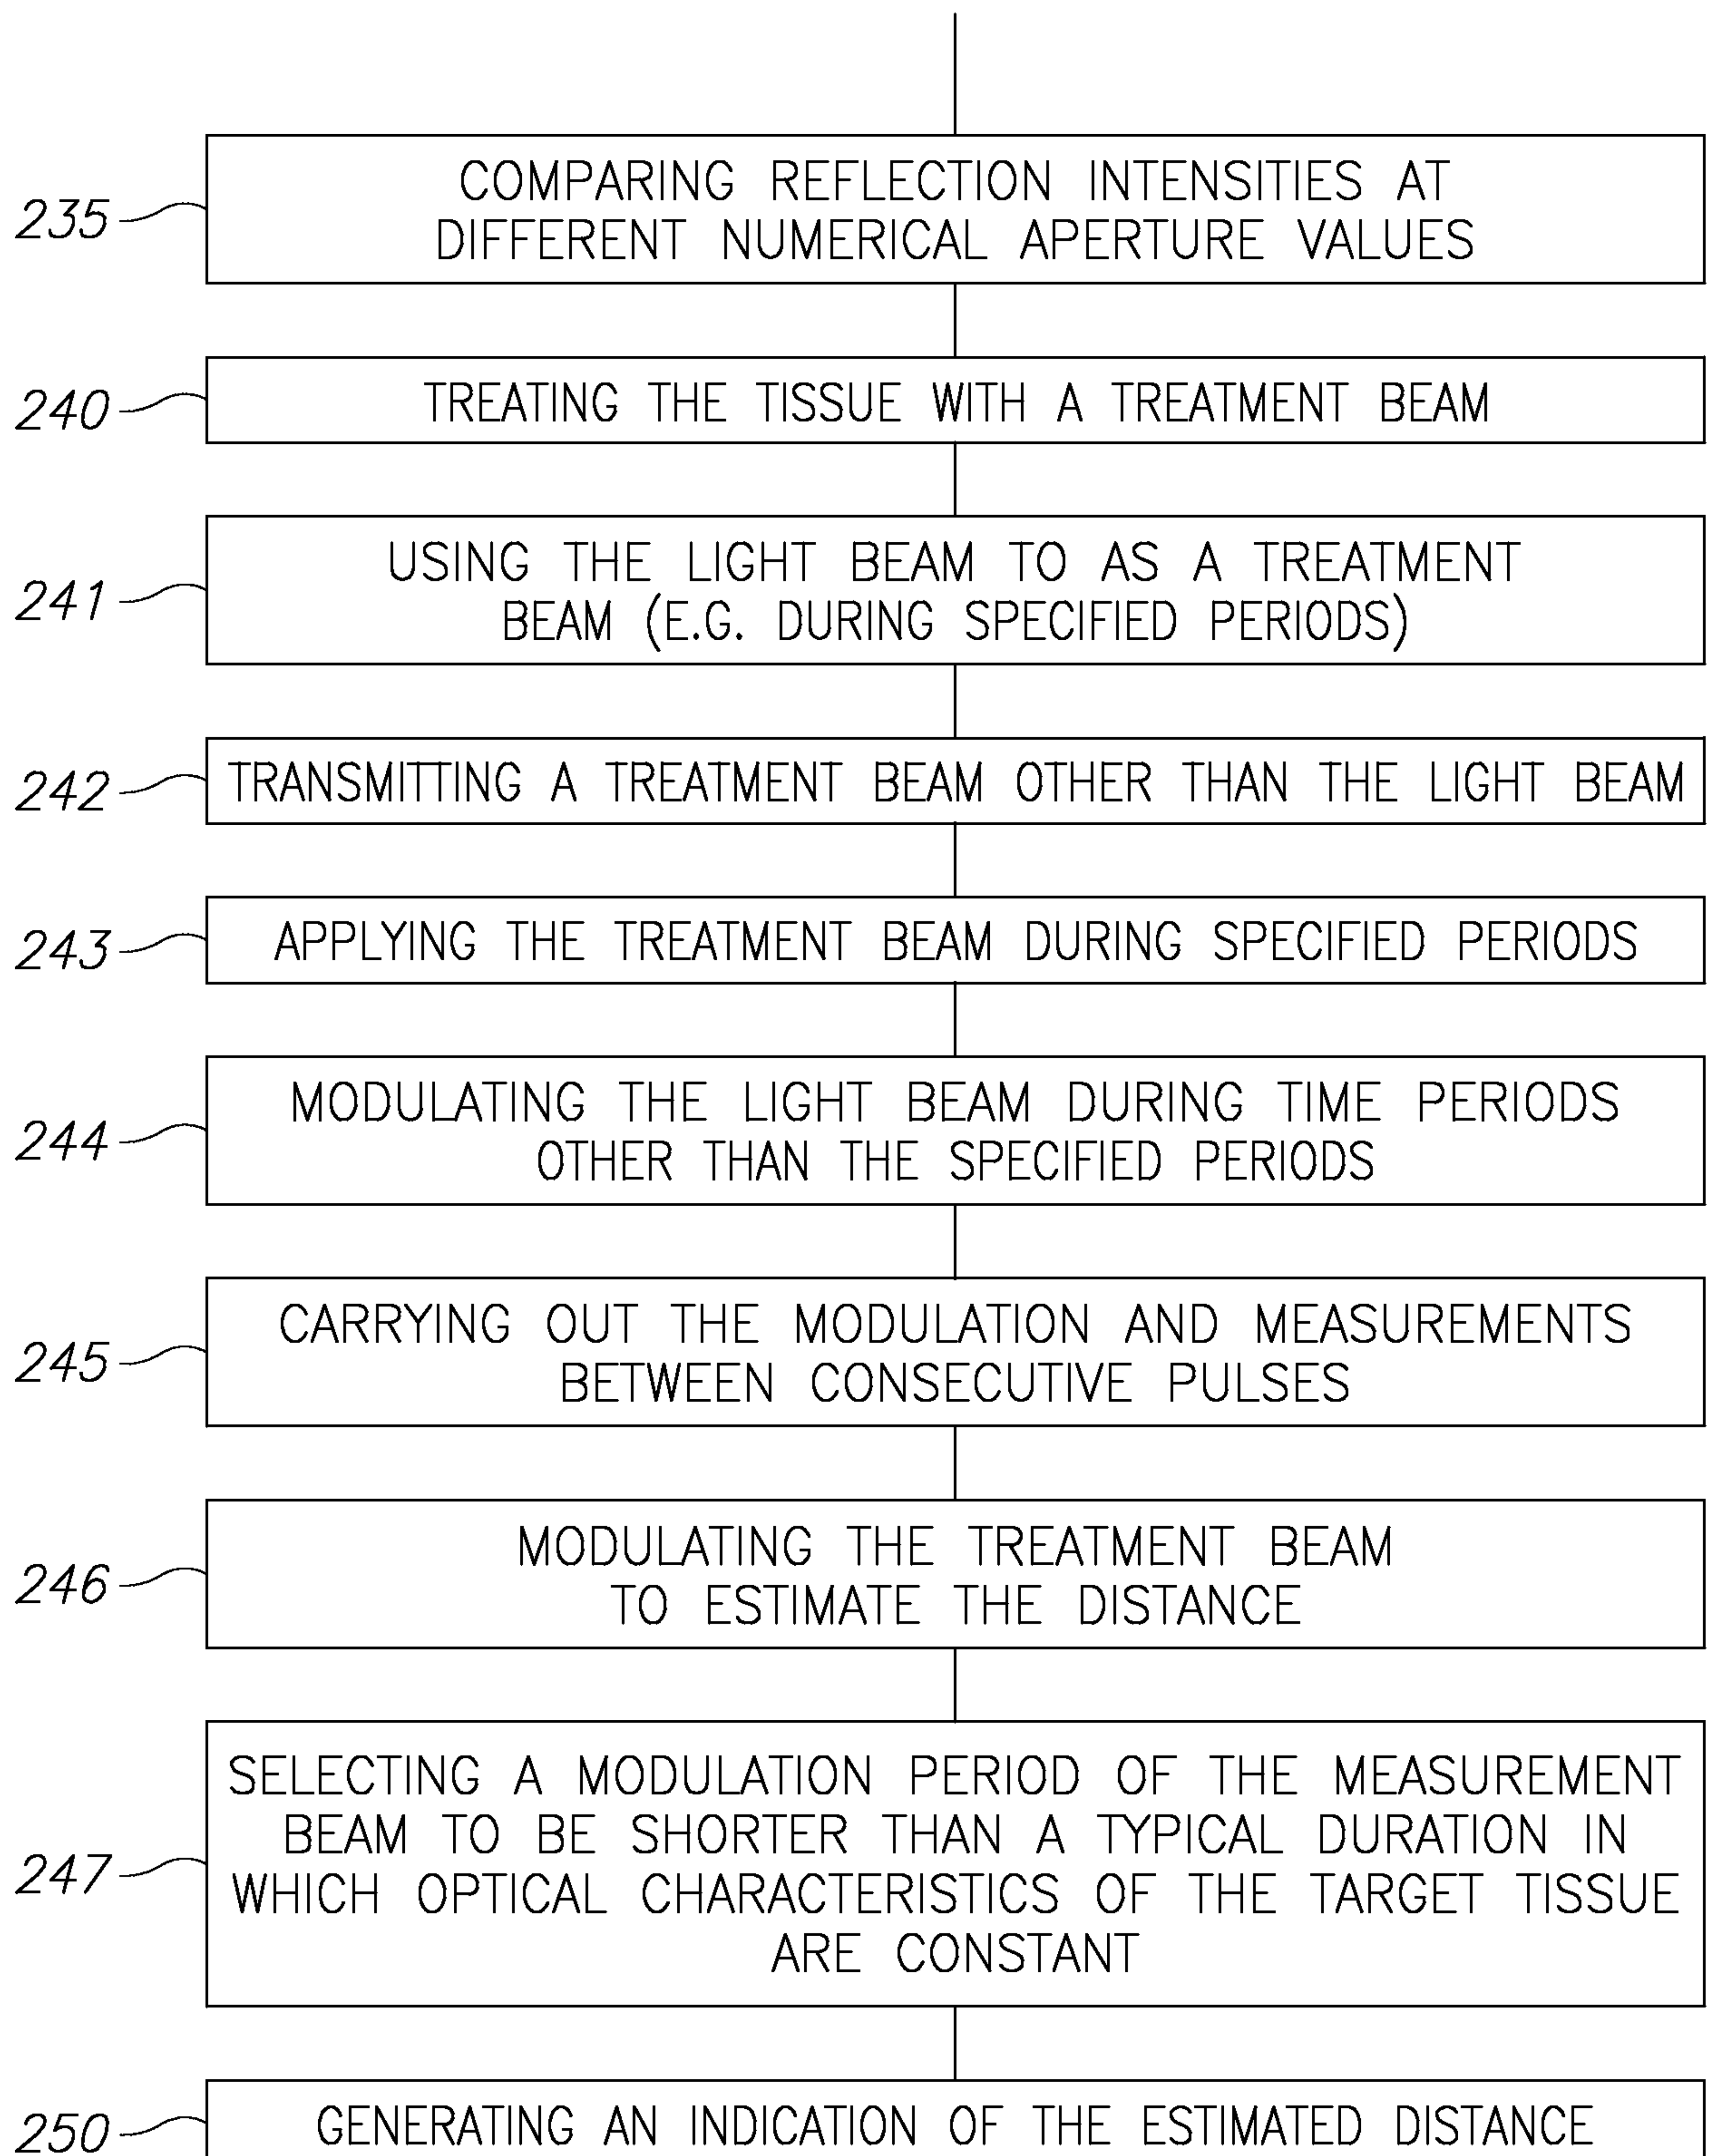 COMPARING REFLECTION INTENSITIES AT
235
DIFFERENT NUMERICAL APERTURE VALUES
240
TREATING THE TISSUE WITH A TREATMENT BEAM
USING THE LIGHT BEAM TO AS A TREATMENT
241
BEAM (E.G. DURING SPECIFIED PERIODS)
242
TRANSMITTING A TREATMENT BEAM OTHER THAN THE LIGHT BEAM
243
APPLYING THE TREATMENT BEAM DURING SPECIFIED PERIODS
MODULATING THE LIGHT BEAM DURING TIME PERIODS
244
OTHER THAN THE SPECIFIED PERIODS
CARRYING OUT THE MODULATION AND MEASUREMENTS
245
BETWEEN CONSECUTIVE PULSES
MODULATING THE TREATMENT BEAM
246
TO ESTIMATE THE DISTANCE
SELECTING A MODULATION PERIOD OF THE MEASUREMENT
BEAM TO BE SHORTER THAN A TYPICAL DURATION IN
247
WHICH OPTICAL CHARACTERISTICS OF THE TARGET TISSUE
ARE CONSTANT
250
GENERATING AN INDICATION OF THE ESTIMATED DISTANCE